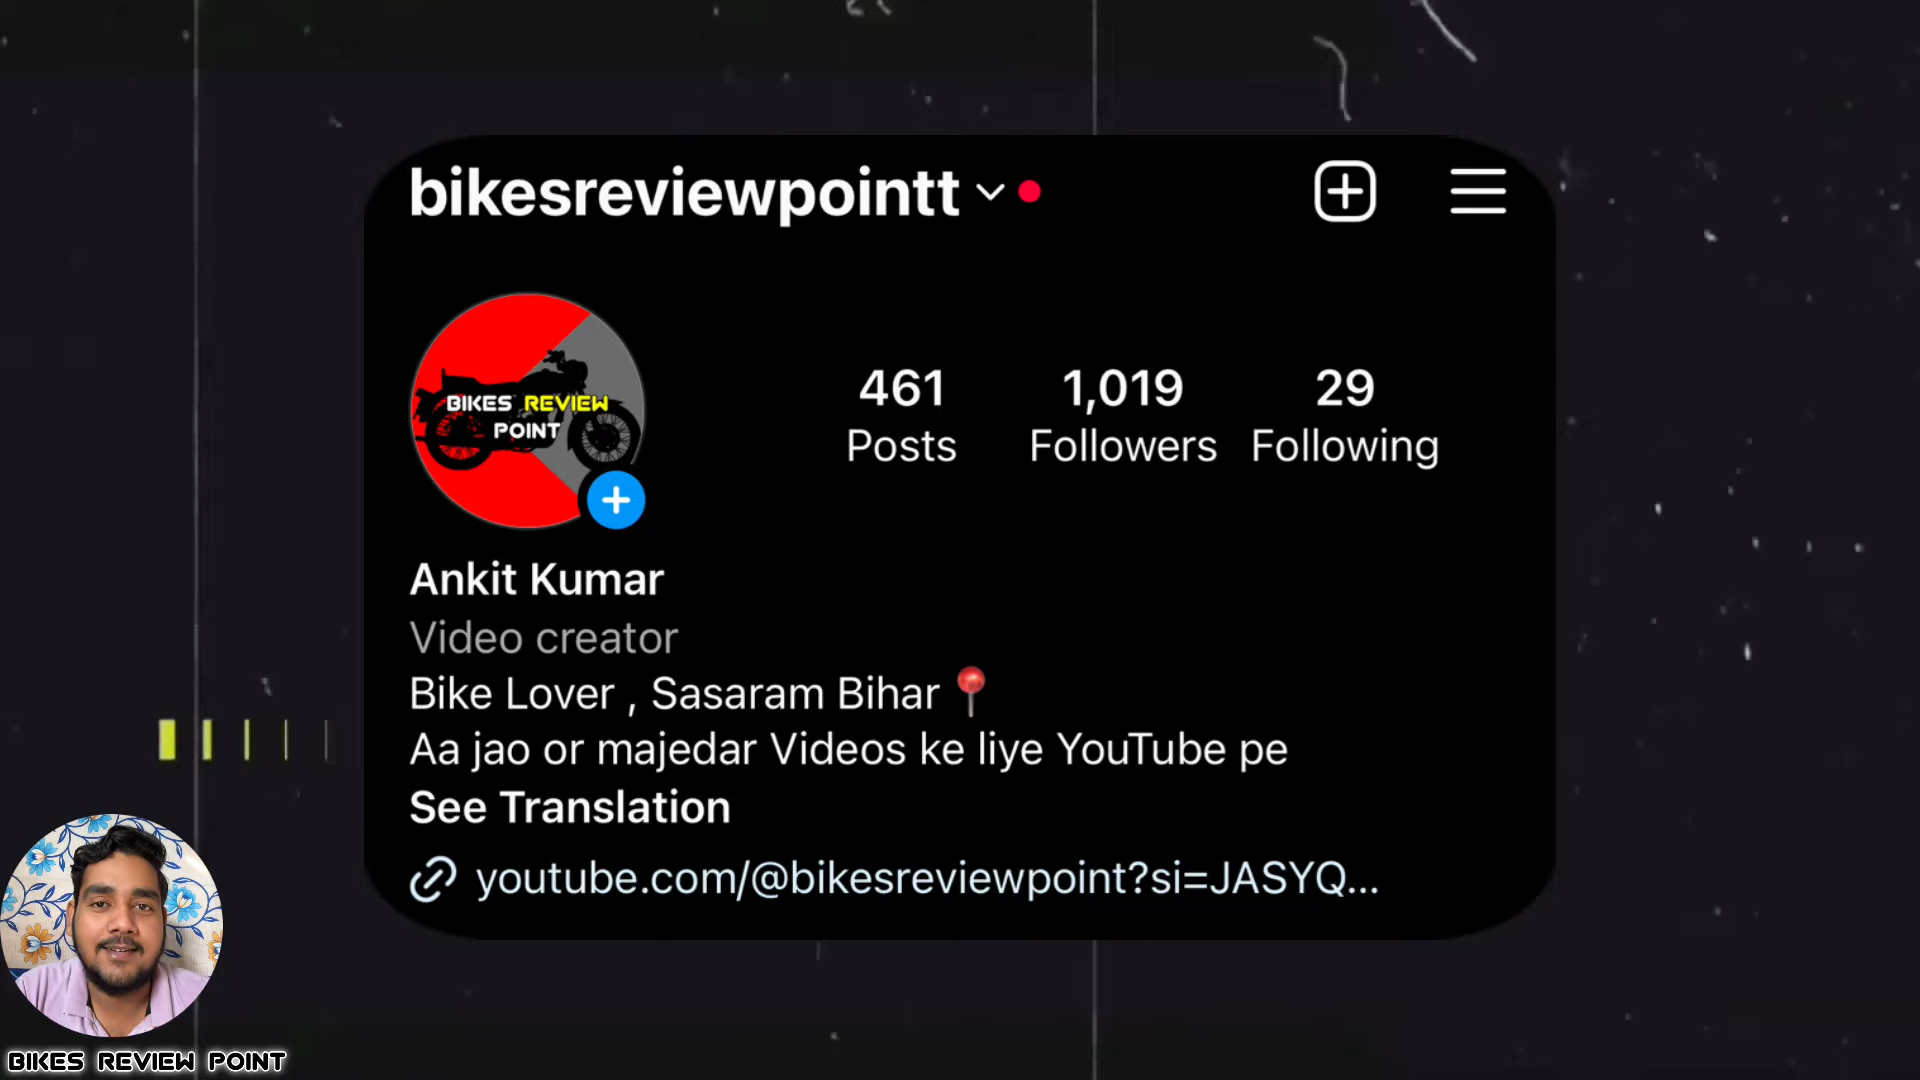 bikesreviewpointt
BIKES REVIEW
POINT
461
Posts
1,019
Followers
29
Following
Ankit Kumar
Video creator
Bike Lover , Sasaram Bihar 📍
Aa jao or majedar Videos ke liye YouTube pe
See Translation
youtube.com/@bikesreviewpoint?si=JASYQ...
BIKES REVIEW POINT